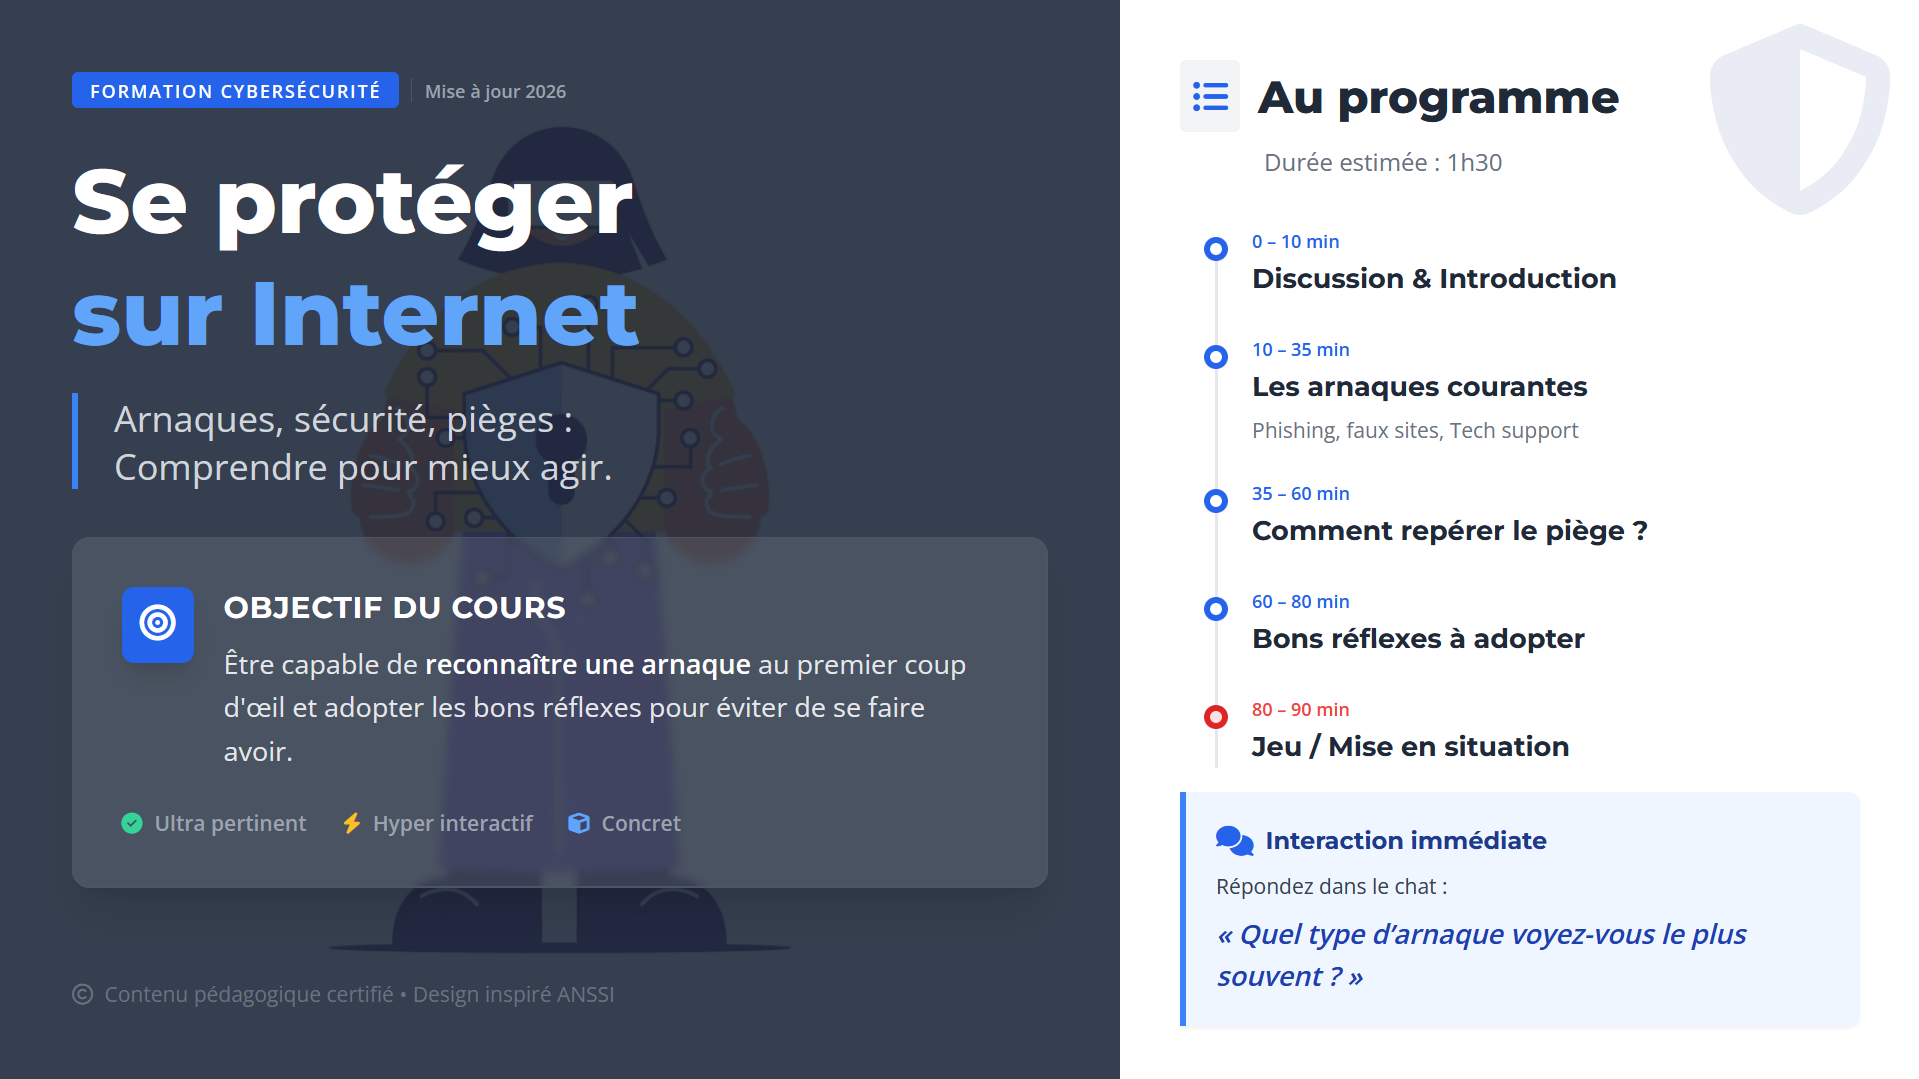 FORMATION CYBERSÉCURITÉ
Mise à jour 2026
Se protéger
sur Internet
Arnaques, sécurité, pièges :
Comprendre pour mieux agir.
OBJECTIF DU COURS
Être capable de reconnaître une arnaque au premier coup
d'œil et adopter les bons réflexes pour éviter de se faire
avoir.
Ultra pertinent
Hyper interactif
Concret
© Contenu pédagogique certifié • Design inspiré ANSSI
Au programme
Durée estimée : 1h30
0 – 10 min
Discussion & Introduction
10 – 35 min
Les arnaques courantes
Phishing, faux sites, Tech support
35 – 60 min
Comment repérer le piège ?
60 – 80 min
Bons réflexes à adopter
80 – 90 min
Jeu / Mise en situation
Interaction immédiate
Répondez dans le chat :
« Quel type d’arnaque voyez-vous le plus
souvent ? »